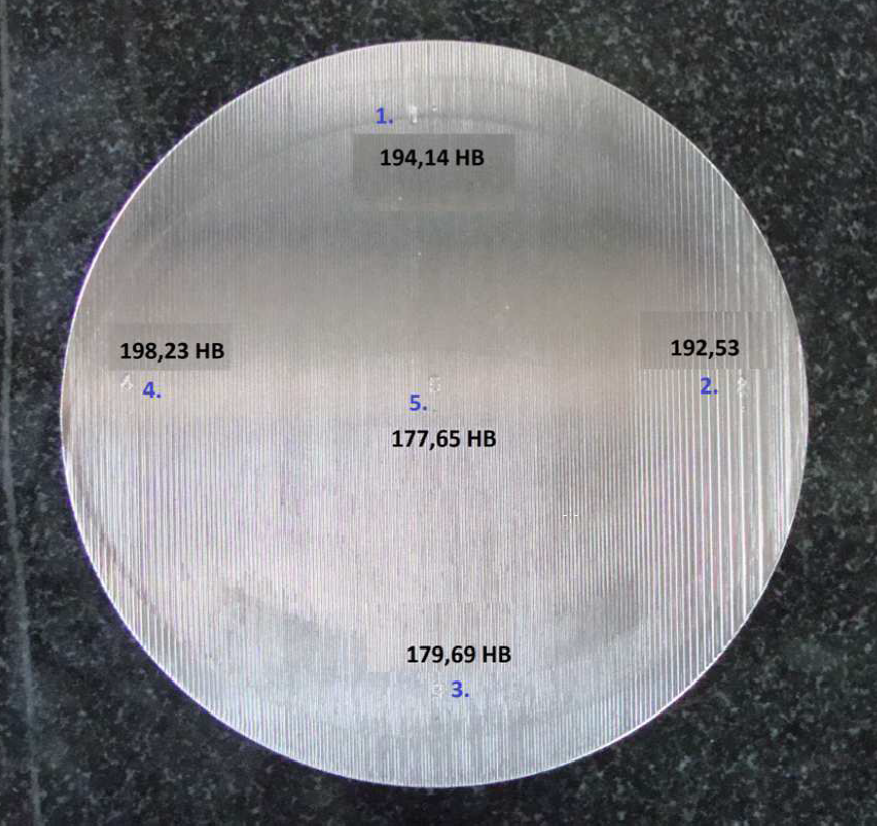 1.
194,14 HB
198,23 HB
192,53
4.
2.
5.
177,65 HB
179,69 HB
3.